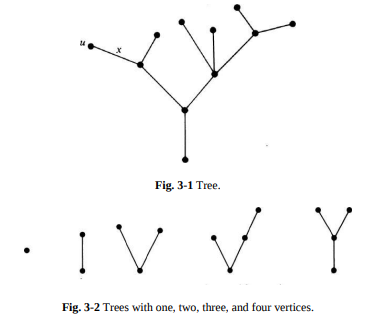 u
x
Fig. 3-1 Tree.
Fig. 3-2 Trees with one, two, three, and four vertices.